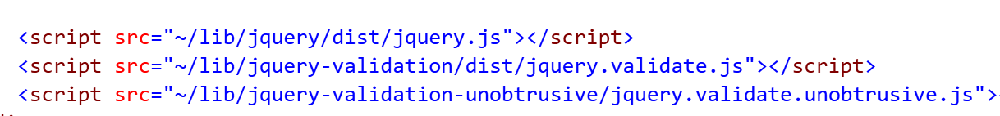 <script src="~/lib/jquery/dist/jquery.js"></script>
<script src="~/lib/jquery-validation/dist/jquery.validate.js"></script>
<script src="~/lib/jquery-validation-unobtrusive/jquery.validate.unobtrusive.js">